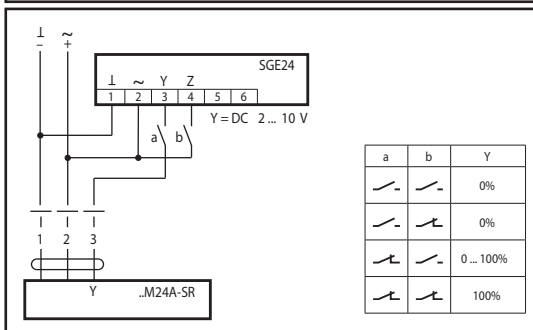 ⊥ ~
– +
SGE24
⊥ ~ Y Z
1 2 3 4 5 6
Y = DC 2 ... 10 V
a b
1 2 3
Y ..M24A-SR
a b Y
0%
0%
0 ... 100%
100%